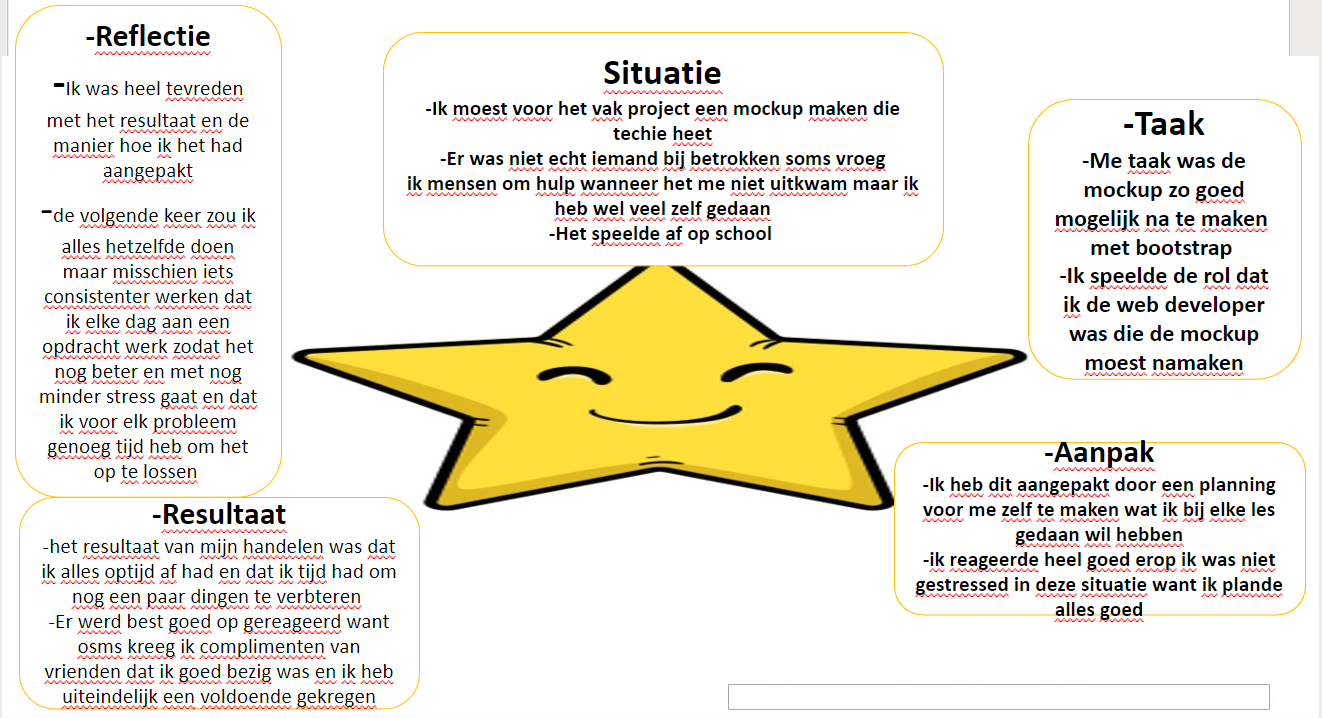 -Reflectie
-Ik was heel tevreden
met het resultaat en de
manier hoe ik het had
aangepakt
-de volgende keer zou ik
alles hetzelfde doen
maar misschien iets
consistenter werken dat
ik elke dag aan een
opdracht werk zodat het
nog beter en met nog
minder stress gaat en dat
ik voor elk probleem
genoeg tijd heb om het
op te lossen
Situatie
-Ik moest voor het vak project een mockup maken die
techie heet
-Er was niet echt iemand bij betrokken soms vroeg
ik mensen om hulp wanneer het me niet uitkwam maar ik
heb wel veel zelf gedaan
-Het speelde af op school
-Taak
-Me taak was de
mockup zo goed
mogelijk na te maken
met bootstrap
-Ik speelde de rol dat
ik de web developer
was die de mockup
moest namaken
-Aanpak
-Ik heb dit aangepakt door een planning
voor me zelf te maken wat ik bij elke les
gedaan wil hebben
-ik reageerde heel goed erop ik was niet
gestressed in deze situatie want ik plande
alles goed
-Resultaat
-het resultaat van mijn handelen was dat
ik alles optijd af had en dat ik tijd had om
nog een paar dingen te verbteren
-Er werd best goed op gereageerd want
osms kreeg ik complimenten van
vrienden dat ik goed bezig was en ik heb
uiteindelijk een voldoende gekregen